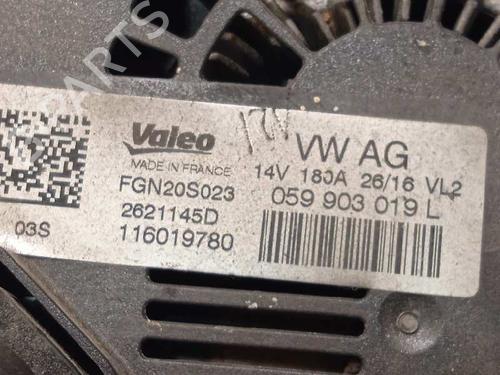 Valeo
MADE IN FRANCE
FGN20S023
2621145D
116019780
03S
VW AG
14V 180A 26/16 VL2
059 903 019 L